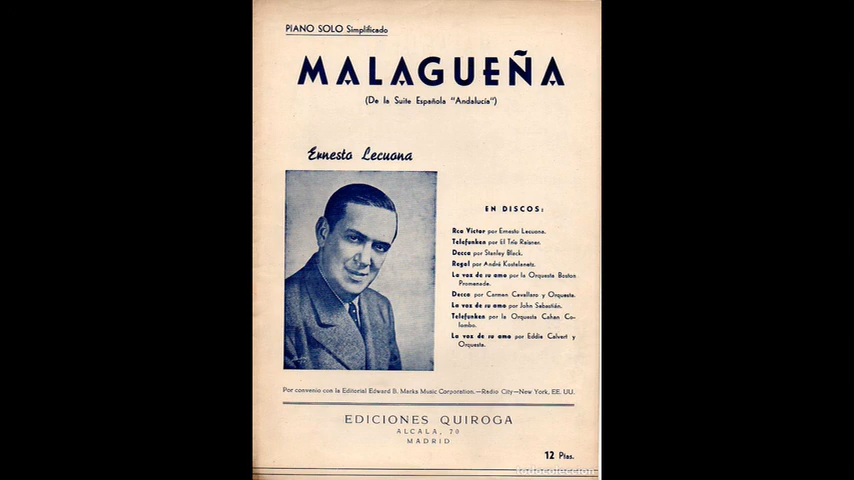 PIANO SOLO Simplificado
MALAGUEÑA
(De la Suite Española "Andalucía")
Ernesto Lecuona
EN DISCOS:
Rca Victor por Ernesto Lecuona.
Telefunken por El Trío Raisner.
Decca por Stanley Black.
Regal por André Kostelanetz.
La voz de su amo por la Orquesta Boston
Promenade.
Decca por Carmen Cavallaro y Orquesta.
La voz de su amo por John Sebastián.
Telefunken por la Orquesta Cahan Co-
lombo.
La voz de su amo por Eddie Calvert y
Orquesta.
Por convenio con la Editorial Edward B. Marks Music Corporation.—Radio City—New York, EE. UU.
EDICIONES QUIROGA
ALCALA, 70
MADRID
12 Ptas.
todocoleccion